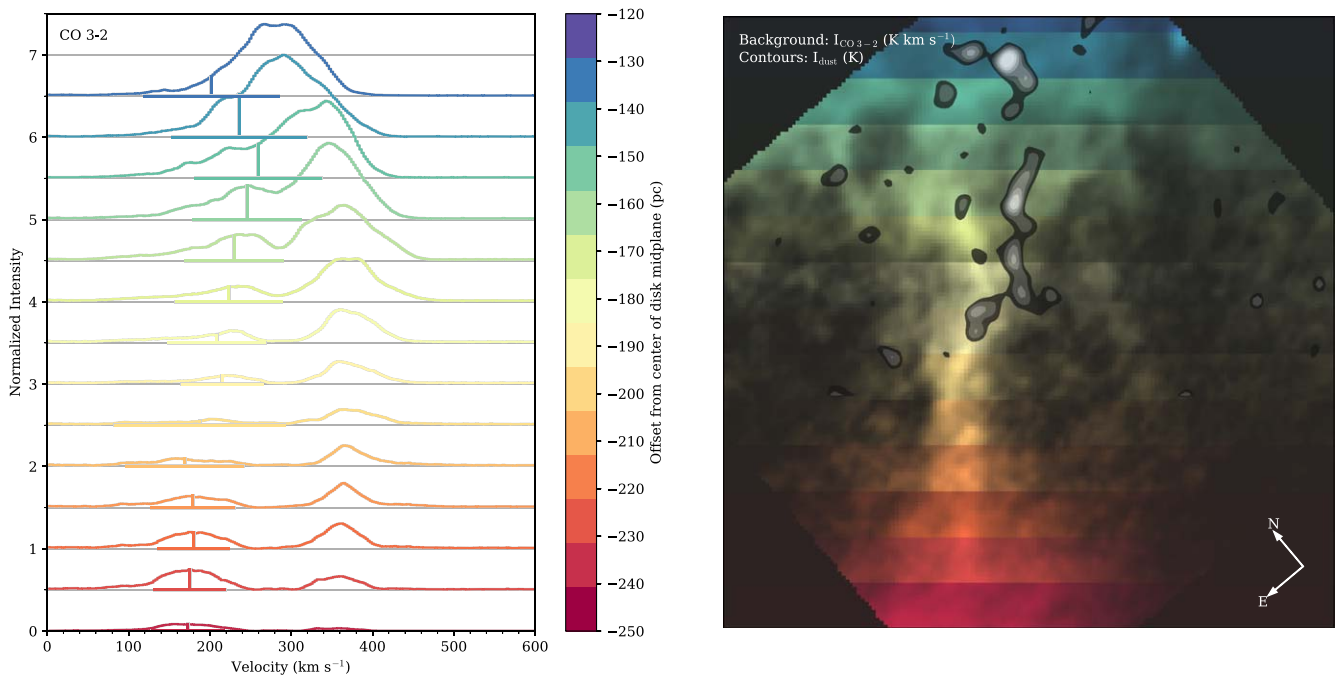 CO 3-2
7
6
5
4
3
2
1
0
Normalized Intensity
0 100 200 300 400 500 600
Velocity (km s⁻¹)
−120
−130
−140
−150
−160
−170
−180
−190
−200
−210
−220
−230
−240
−250
Offset from center of disk midplane (pc)
Background: I_CO 3−2 (K km s⁻¹)
Contours: I_dust (K)
N
E